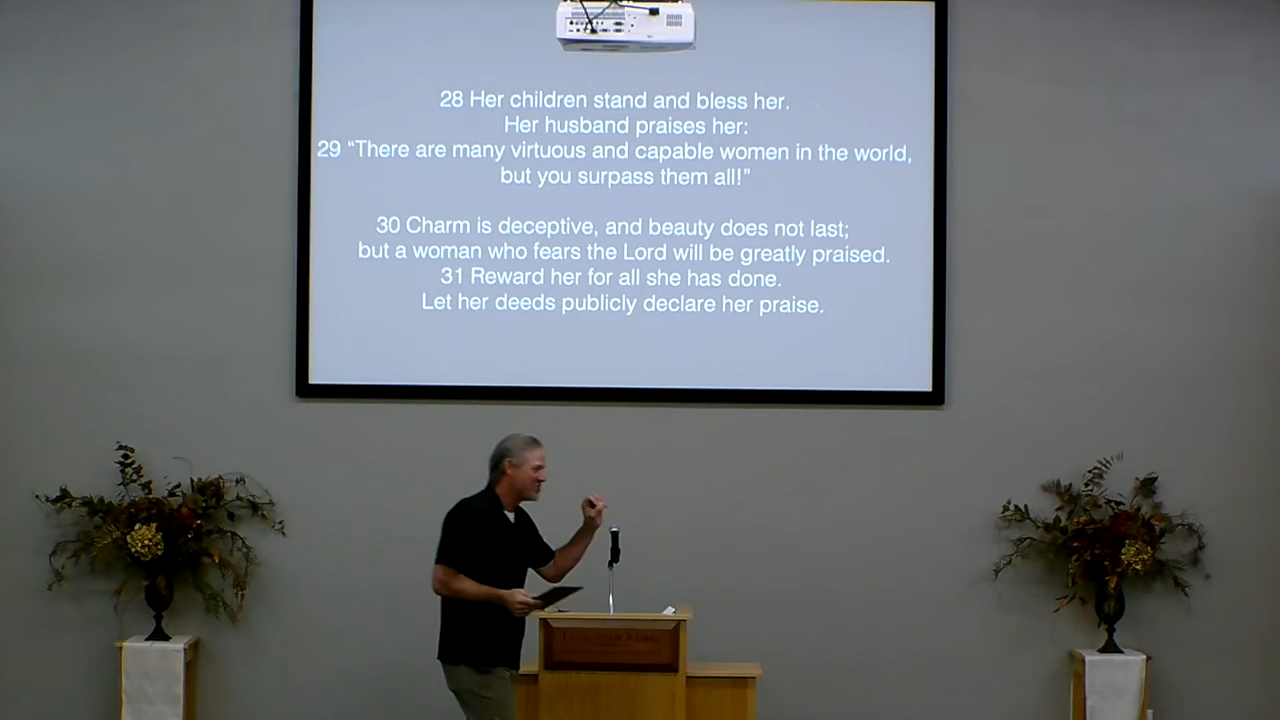 28 Her children stand and bless her.
Her husband praises her:
29 “There are many virtuous and capable women in the world,
but you surpass them all!”
30 Charm is deceptive, and beauty does not last;
but a woman who fears the Lord will be greatly praised.
31 Reward her for all she has done.
Let her deeds publicly declare her praise.